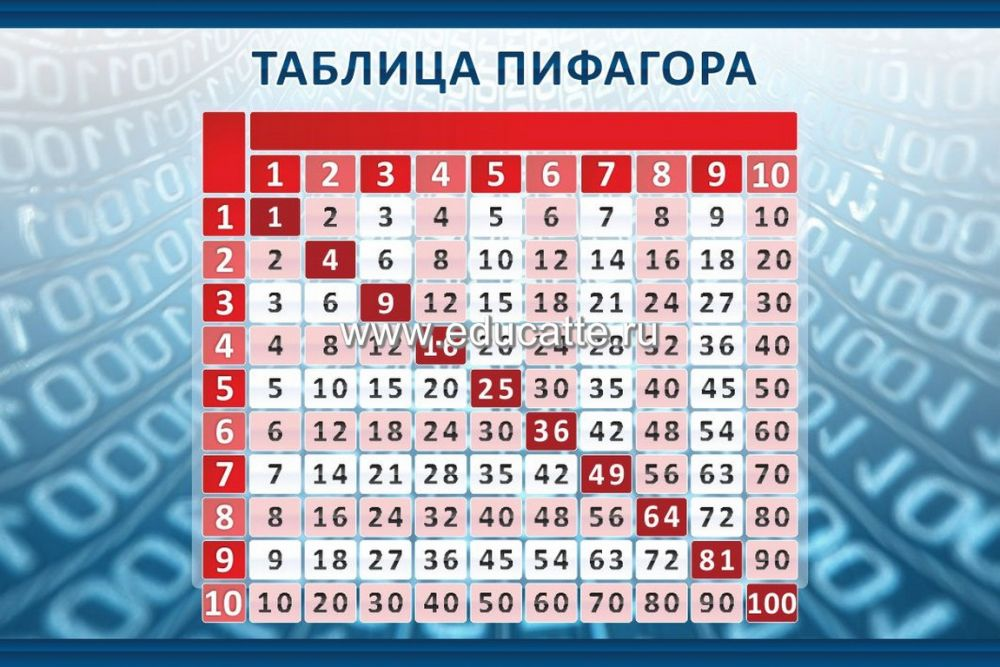 ТАБЛИЦА ПИФАГОРА
1 2 3 4 5 6 7 8 9 10
1 1 2 3 4 5 6 7 8 9 10
2 2 4 6 8 10 12 14 16 18 20
3 3 6 9 12 15 18 21 24 27 30
www.educatte.ru
4 4 8 12 16 20 24 28 32 36 40
5 5 10 15 20 25 30 35 40 45 50
6 6 12 18 24 30 36 42 48 54 60
7 7 14 21 28 35 42 49 56 63 70
8 8 16 24 32 40 48 56 64 72 80
9 9 18 27 36 45 54 63 72 81 90
10 10 20 30 40 50 60 70 80 90 100